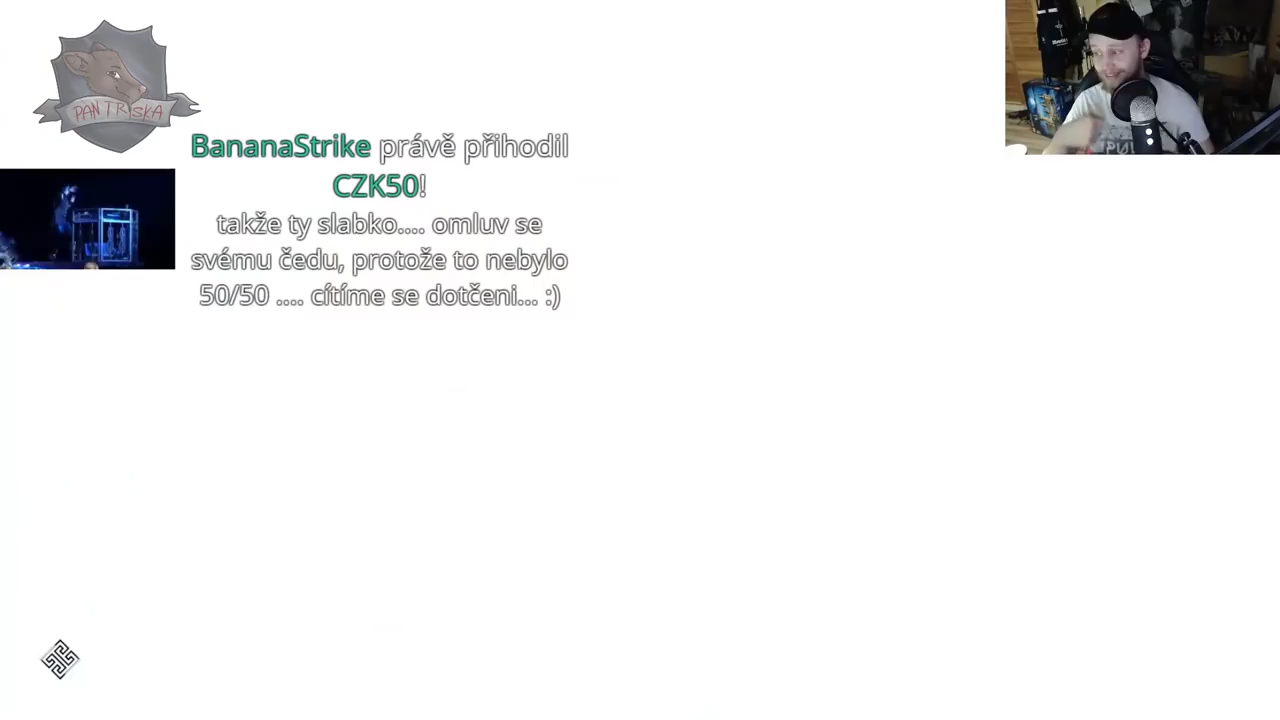 PAN TRISKA
BananaStrike právě přihodil
CZK50!
takže ty slabko.... omluv se
svému čedu, protože to nebylo
50/50 .... cítíme se dotčeni... :)